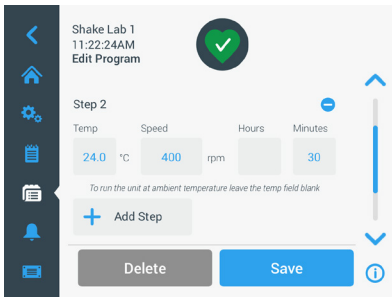 Shake Lab 1
11:22:24AM
Edit Program
Step 2
Temp Speed Hours Minutes
24.0 °C 400 rpm 30
To run the unit at ambient temperature leave the temp field blank
+ Add Step
Delete Save